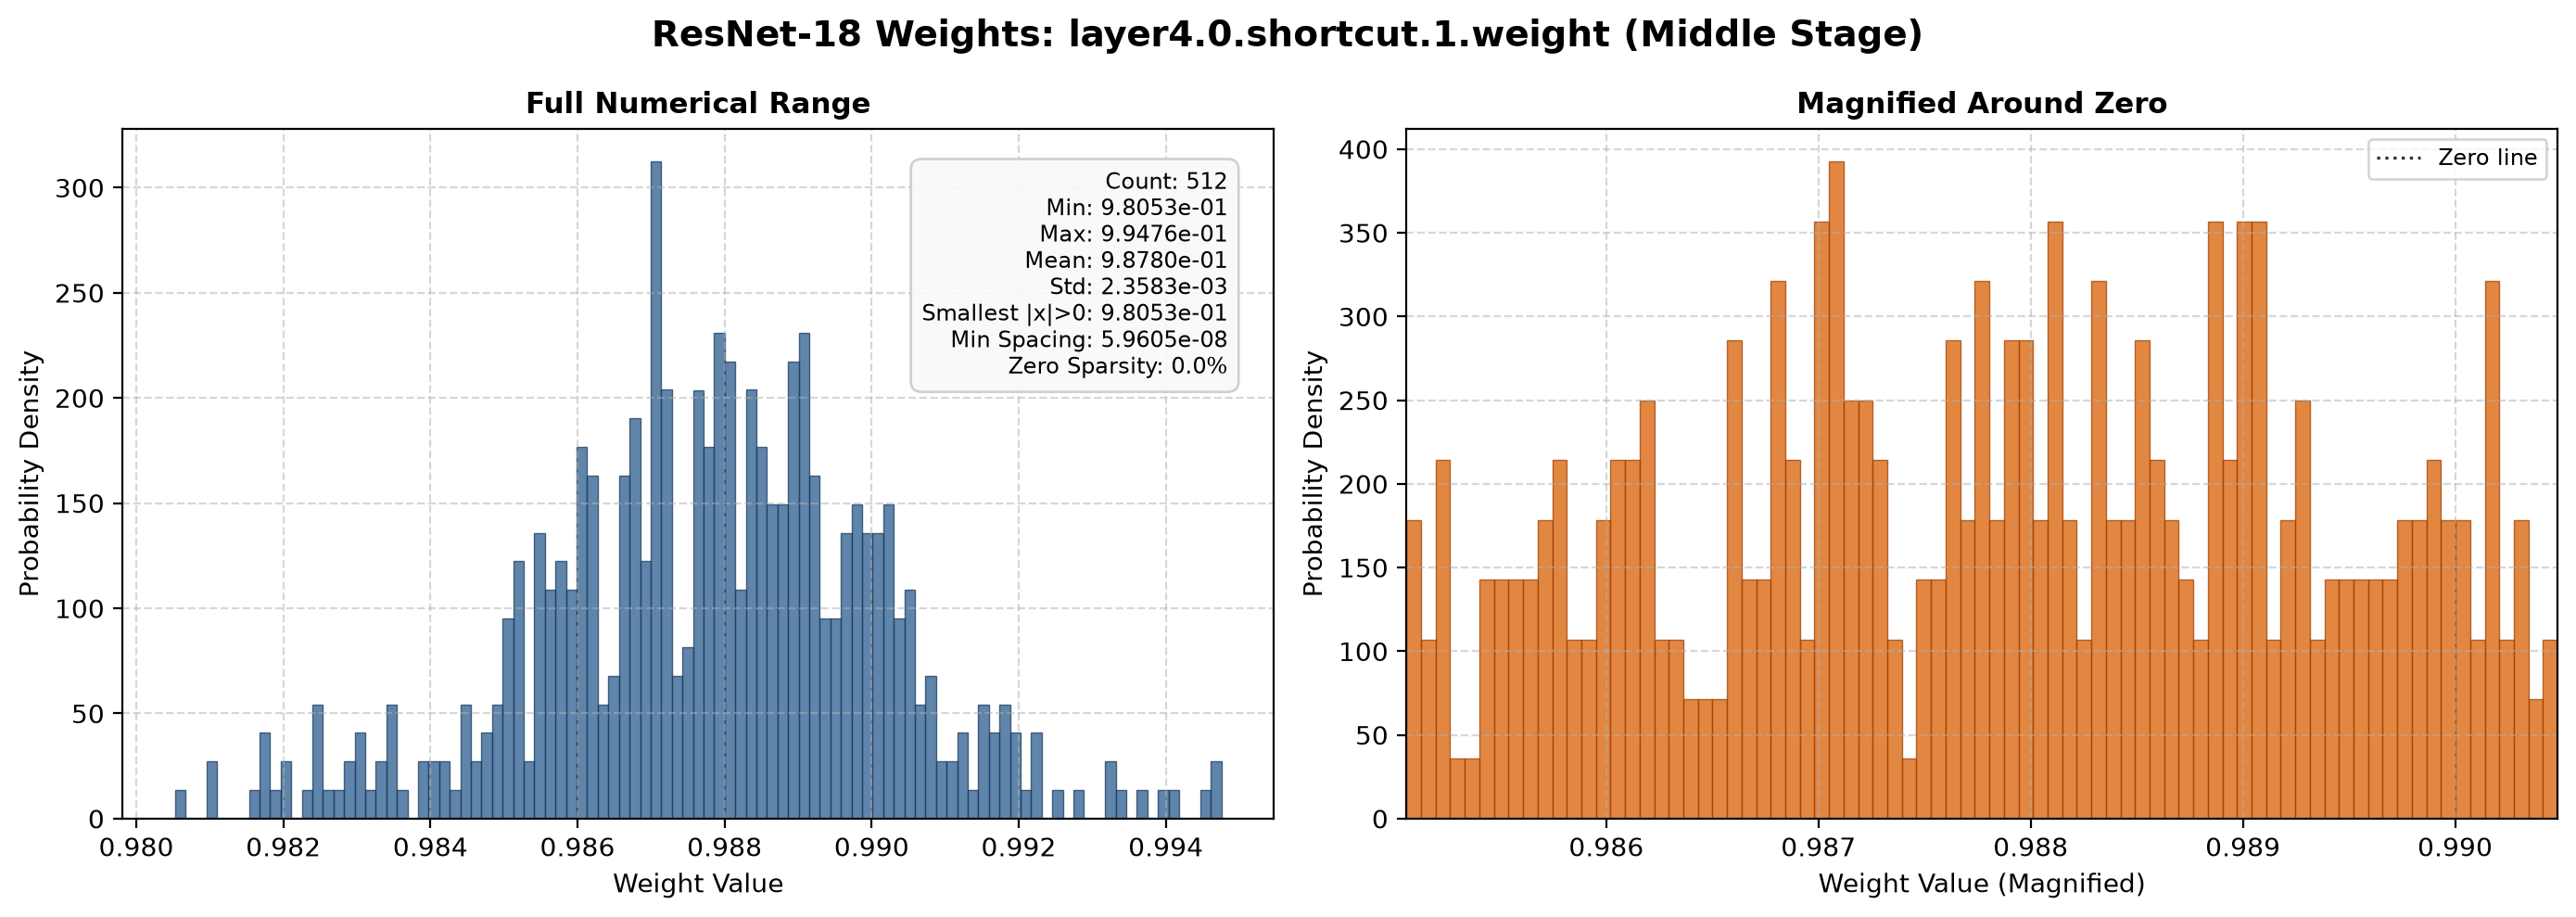 ResNet-18 Weights: layer4.0.shortcut.1.weight (Middle Stage)
Full Numerical Range
Probability Density
300
250
200
150
100
50
0
Count: 512
Min: 9.8053e-01
Max: 9.9476e-01
Mean: 9.8780e-01
Std: 2.3583e-03
Smallest |x|>0: 9.8053e-01
Min Spacing: 5.9605e-08
Zero Sparsity: 0.0%
0.980 0.982 0.984 0.986 0.988 0.990 0.992 0.994
Weight Value
Magnified Around Zero
Probability Density
400
350
300
250
200
150
100
50
0
Zero line
0.986 0.987 0.988 0.989 0.990
Weight Value (Magnified)